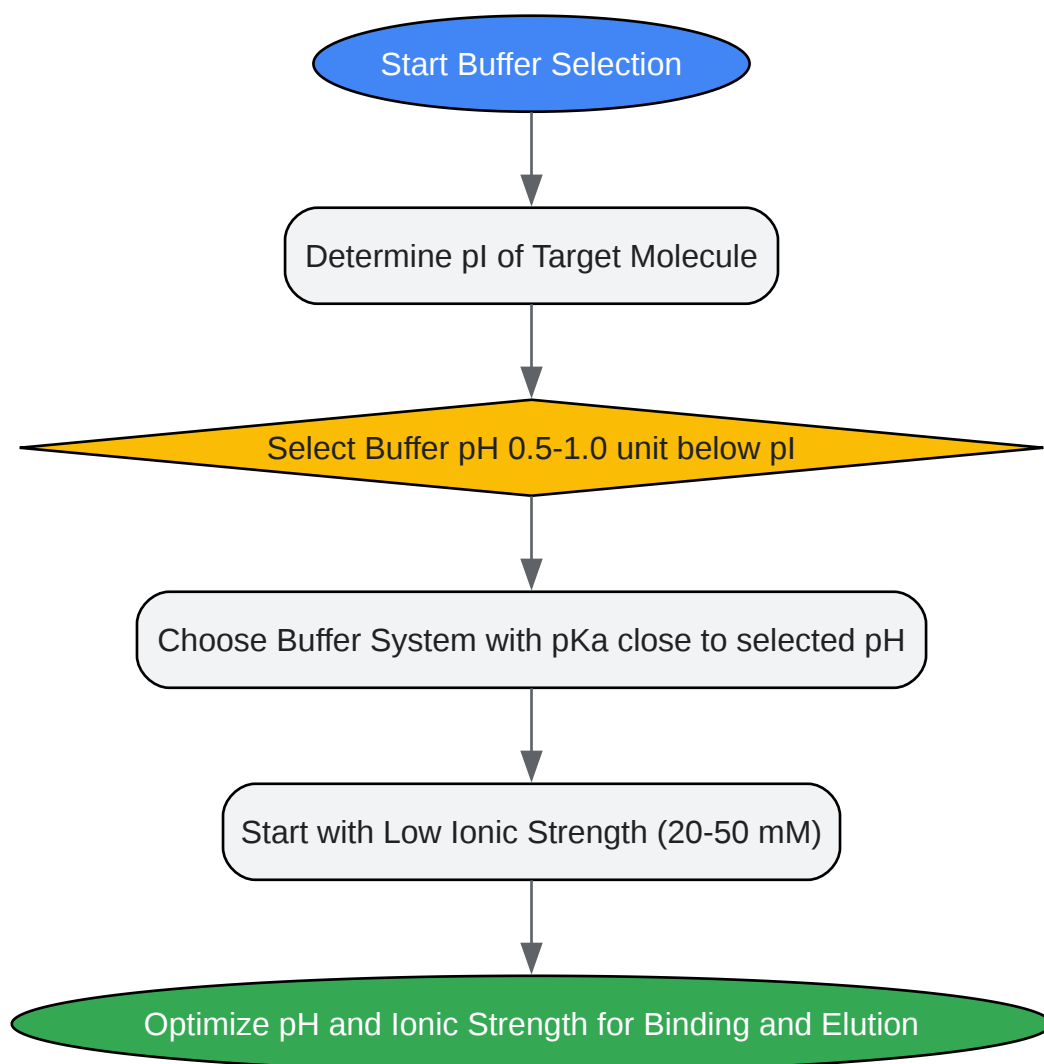 Start Buffer Selection
Determine pI of Target Molecule
Select Buffer pH 0.5-1.0 unit below pI
Choose Buffer System with pKa close to selected pH
Start with Low Ionic Strength (20-50 mM)
Optimize pH and Ionic Strength for Binding and Elution